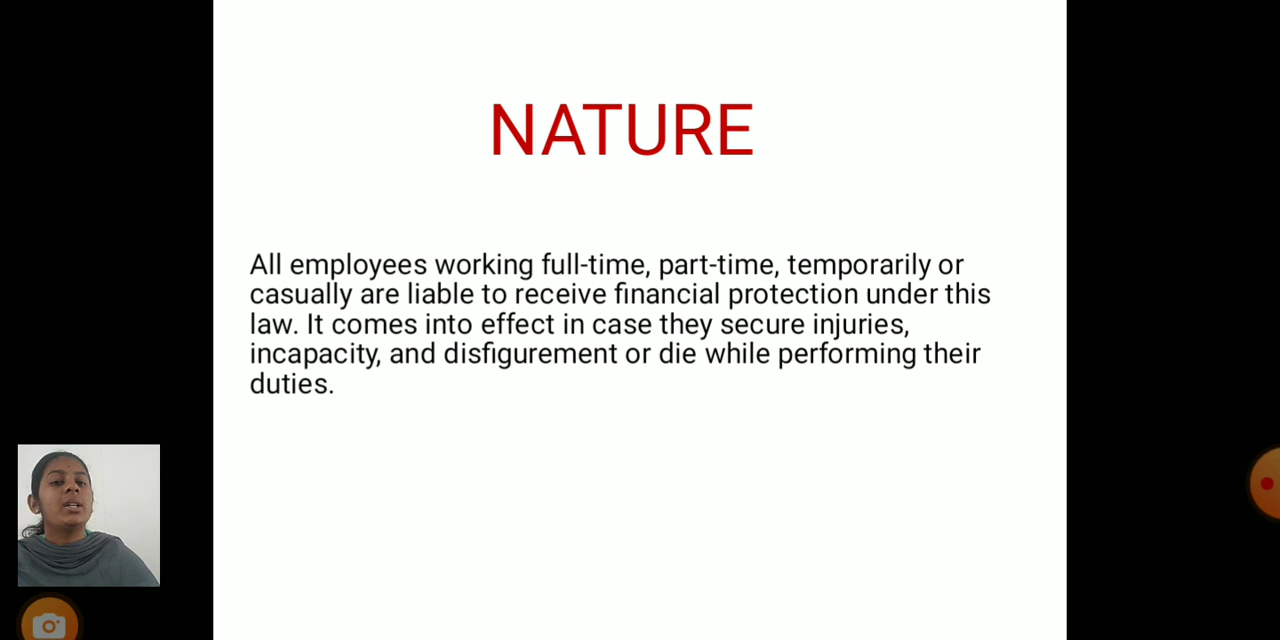 NATURE
All employees working full-time, part-time, temporarily or
casually are liable to receive financial protection under this
law. It comes into effect in case they secure injuries,
incapacity, and disfigurement or die while performing their
duties.